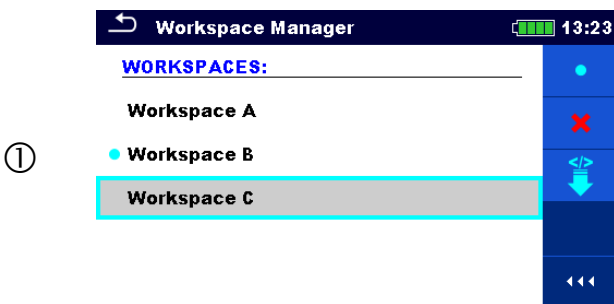 Workspace Manager 13:23
WORKSPACES:
Workspace A
① 
Workspace B
</>
Workspace C